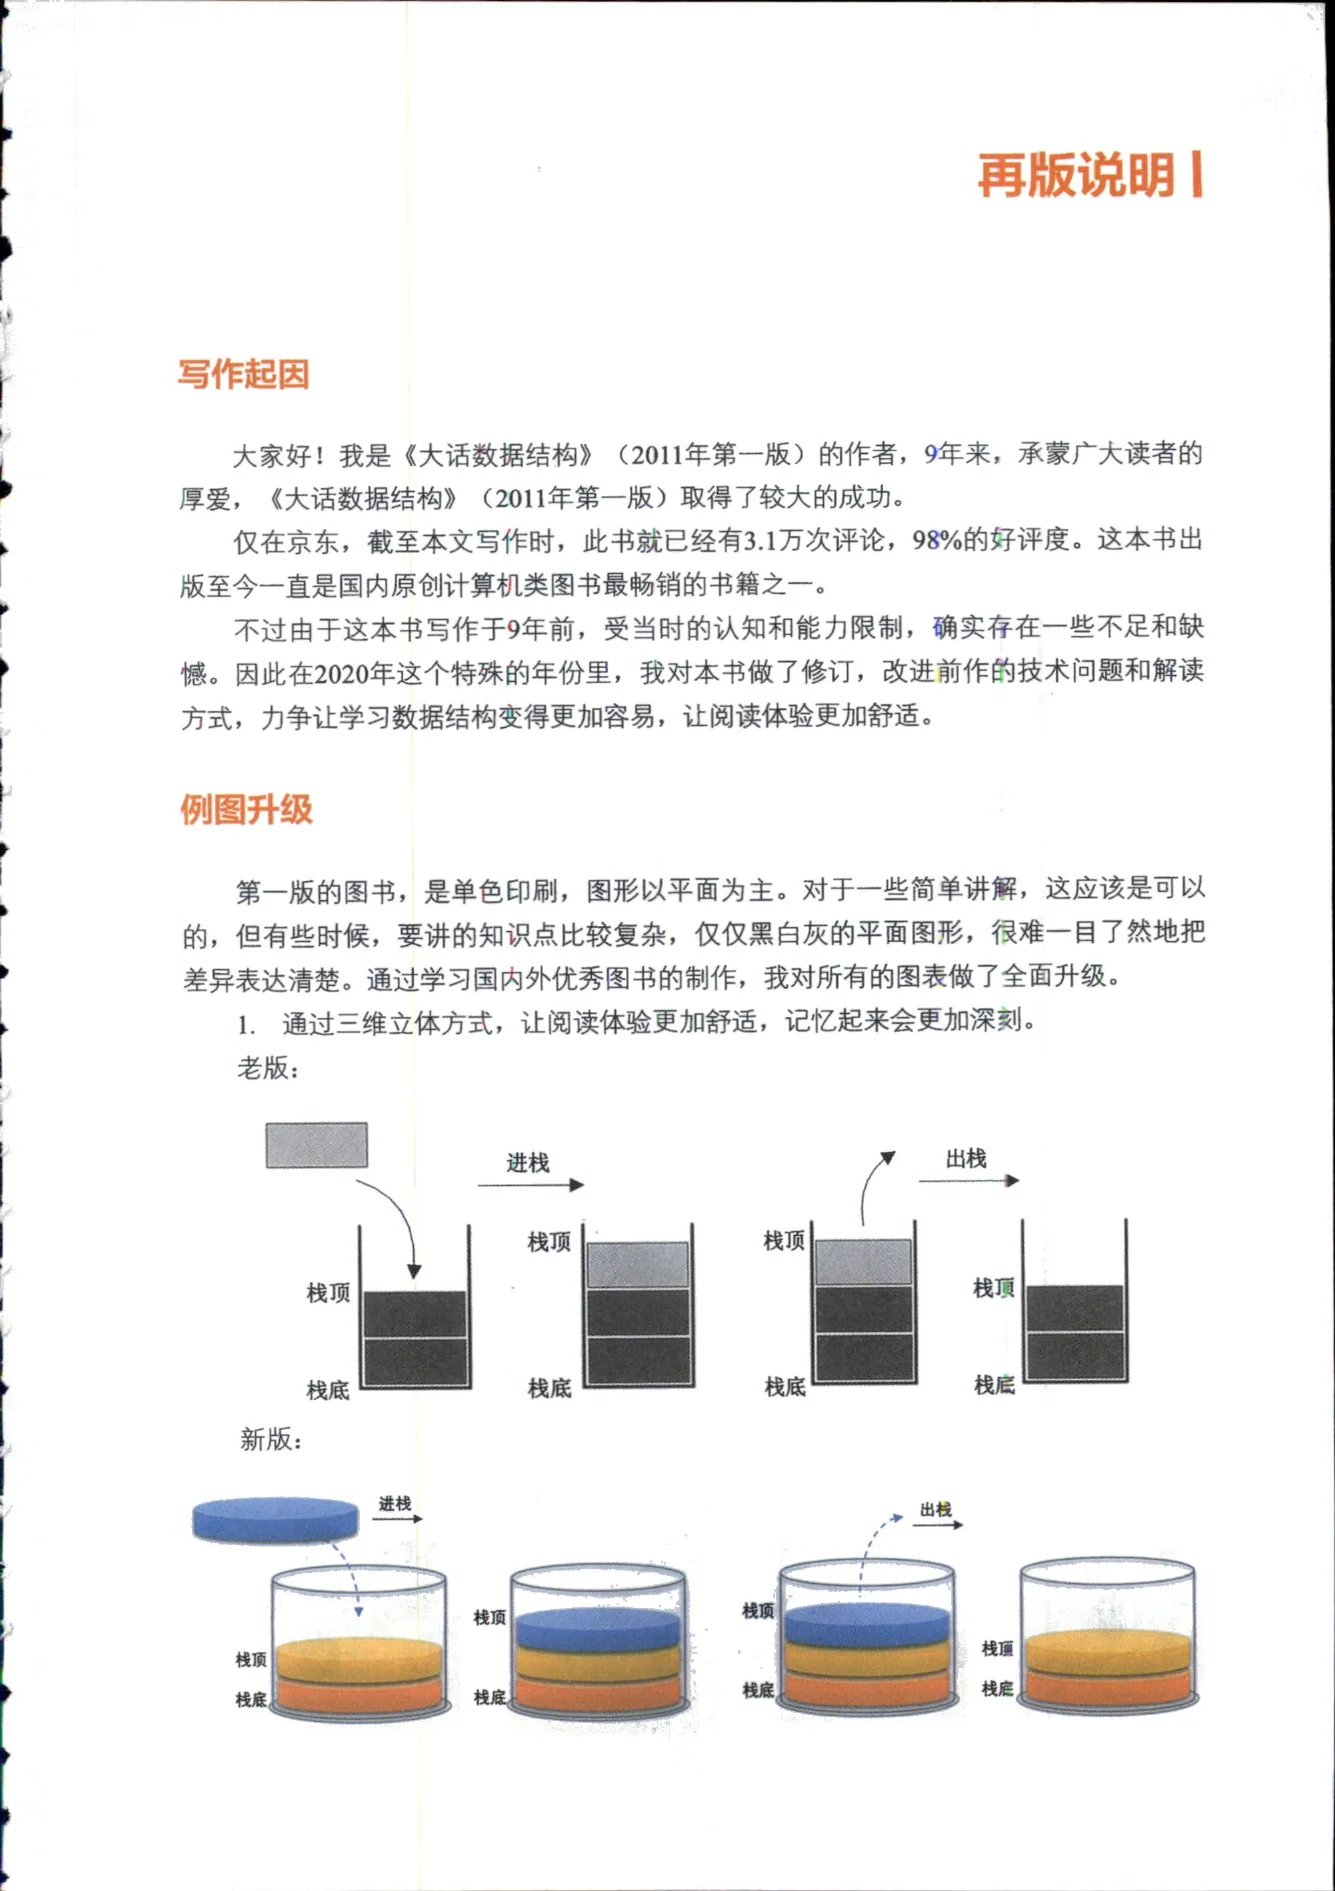 再版说明
写作起因
大家好！我是《大话数据结构》（2011年第一版）的作者，9年来，承蒙广大读者的
厚爱，《大话数据结构》（2011年第一版）取得了较大的成功。
仅在京东，截至本文写作时，此书就已经有3.1万次评论，98%的好评度。这本书出
版至今一直是国内原创计算机类图书最畅销的书籍之一。
不过由于这本书写作于9年前，受当时的认知和能力限制，确实存在一些不足和缺
憾。因此在2020年这个特殊的年份里，我对本书做了修订，改进前作的技术问题和解读
方式，力争让学习数据结构变得更加容易，让阅读体验更加舒适。
例图升级
第一版的图书，是单色印刷，图形以平面为主。对于一些简单讲解，这应该是可以
的，但有些时候，要讲的知识点比较复杂，仅仅黑白灰的平面图形，很难一目了然地把
差异表达清楚。通过学习国内外优秀图书的制作，我对所有的图表做了全面升级。
1. 通过三维立体方式，让阅读体验更加舒适，记忆起来会更加深刻。
老版：
进栈
出栈
栈顶
栈顶
栈顶
栈顶
栈底
栈底
栈底
栈底
新版：
进栈
出栈
栈顶
栈顶
栈顶
栈顶
栈底
栈底
栈底
栈底